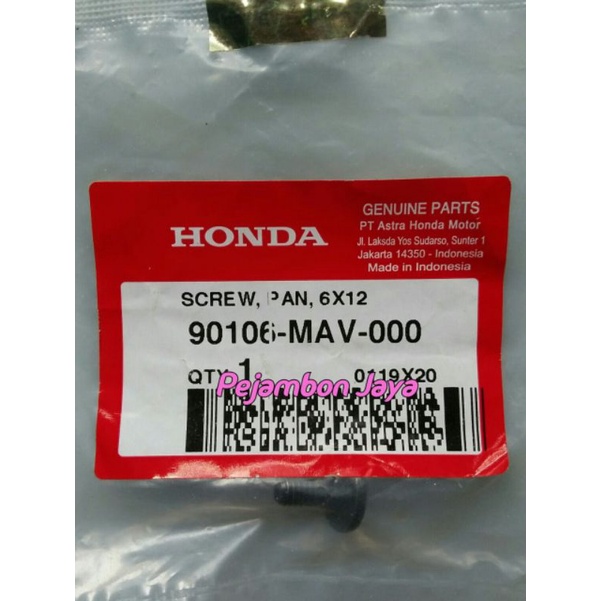 HONDA
GENUINE PARTS
PT Astra Honda Motor
Jl. Laksda Yos Sudarso, Sunter 1
Jakarta 14350 - Indonesia
Made in Indonesia
SCREW, PAN, 6X12
90106-MAV-000
QTY 1
Pejambon Jaya